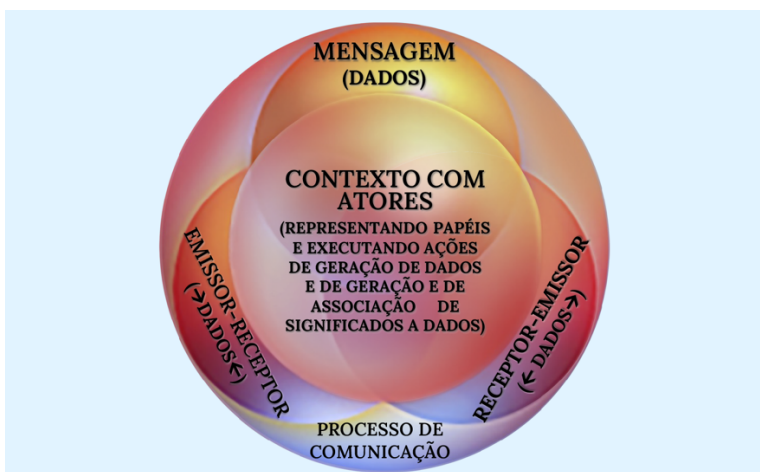 MENSAGEM
(DADOS)
CONTEXTO COM
ATORES
(REPRESENTANDO PAPÉIS
E EXECUTANDO AÇÕES
DE GERAÇÃO DE DADOS
E DE GERAÇÃO E DE
ASSOCIAÇÃO DE
SIGNIFICADOS A DADOS)
EMISSOR-RECEPTOR
(→DADOS←)
RECEPTOR-EMISSOR
(← DADOS→)
PROCESSO DE
COMUNICAÇÃO